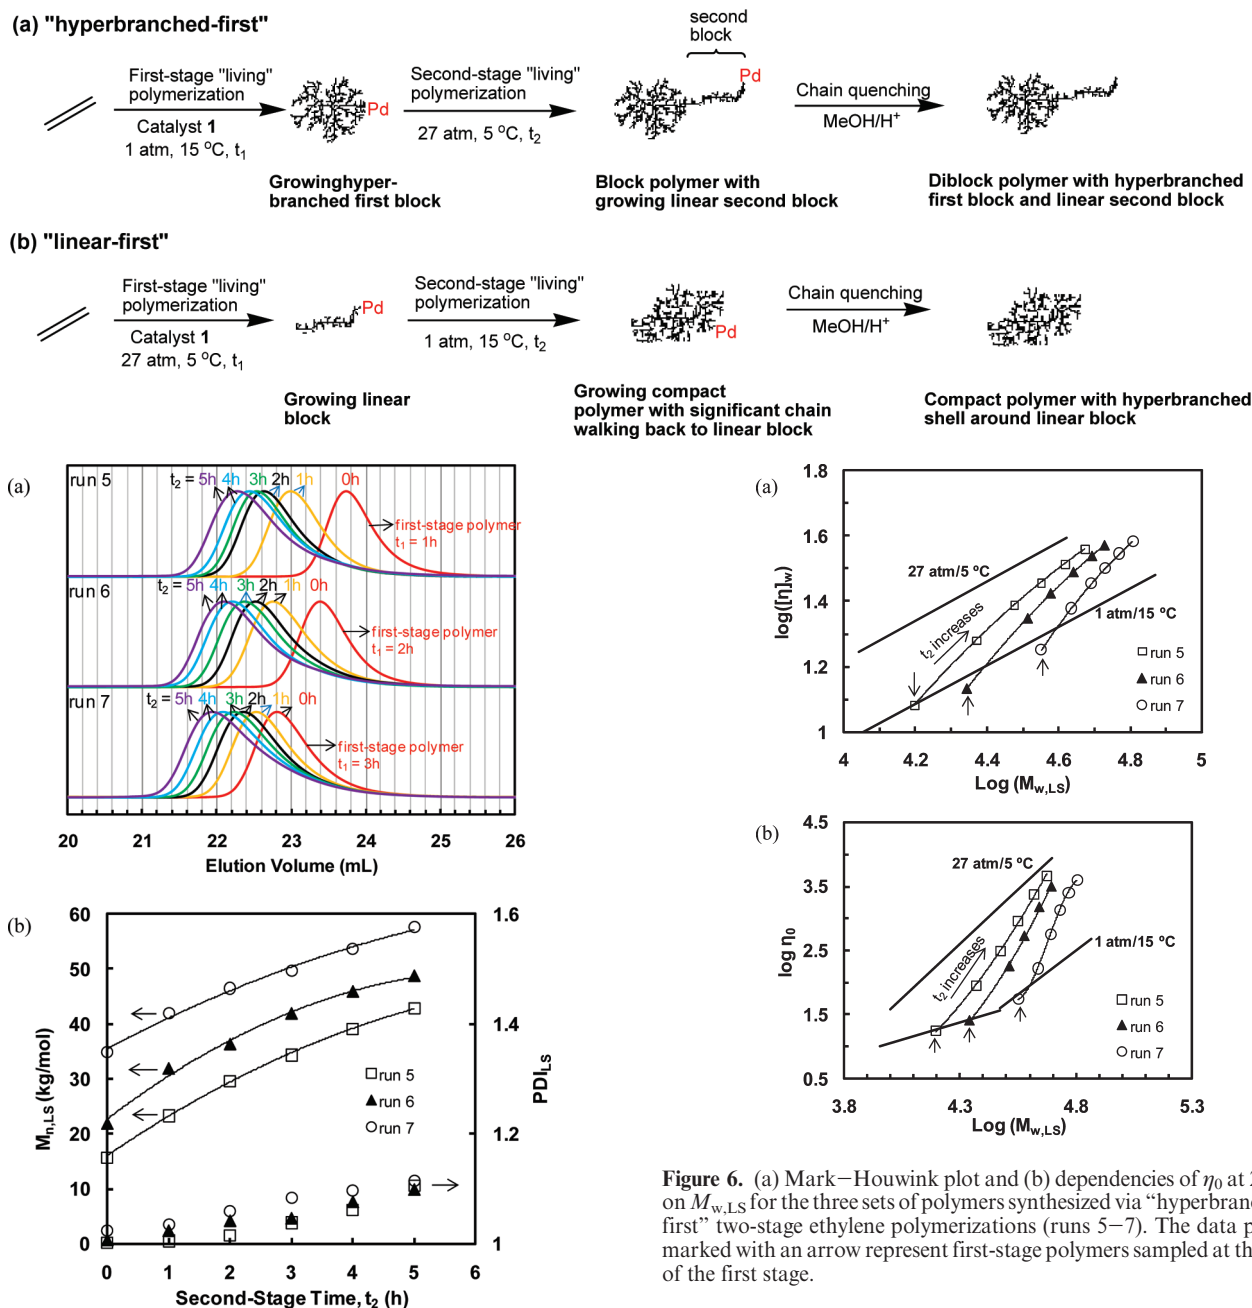 (a) "hyperbranched-first"
First-stage "living"
polymerization
Catalyst 1
1 atm, 15 °C, t1
Pd
Second-stage "living"
polymerization
27 atm, 5 °C, t2
second
block
Pd
Chain quenching
MeOH/H+
Growinghyper-
branched first block
Block polymer with
growing linear second block
Diblock polymer with hyperbranched
first block and linear second block
(b) "linear-first"
First-stage "living"
polymerization
Catalyst 1
27 atm, 5 °C, t1
Pd
Second-stage "living"
polymerization
1 atm, 15 °C, t2
Pd
Chain quenching
MeOH/H+
Growing linear
block
Growing compact
polymer with significant chain
walking back to linear block
Compact polymer with hyperbranched
shell around linear block
(a)
run 5
t2 = 5h 4h 3h 2h 1h 0h
first-stage polymer
t1 = 1h
run 6
t2 = 5h 4h 3h 2h 1h 0h
first-stage polymer
t1 = 2h
run 7
t2 = 5h 4h 3h 2h 1h 0h
first-stage polymer
t1 = 3h
20 21 22 23 24 25 26
Elution Volume (mL)
(b)
60
50
40
30
20
10
0
Mn,LS (kg/mol)
1.6
1.4
1.2
1
PDILS
run 5
run 6
run 7
0 1 2 3 4 5 6
Second-Stage Time, t2 (h)
(a)
1.8
1.6
1.4
1.2
1
log([η]w)
27 atm/5 °C
1 atm/15 °C
t2 increases
run 5
run 6
run 7
4 4.2 4.4 4.6 4.8 5
Log (Mw,LS)
(b)
4.5
3.5
2.5
1.5
0.5
log η0
27 atm/5 °C
1 atm/15 °C
t2 increases
run 5
run 6
run 7
3.8 4.3 4.8 5.3
Log (Mw,LS)
Figure 6. (a) Mark−Houwink plot and (b) dependencies of η0 at
on Mw,LS for the three sets of polymers synthesized via “hyperbranc
first” two-stage ethylene polymerizations (runs 5−7). The data p
marked with an arrow represent first-stage polymers sampled at th
of the first stage.